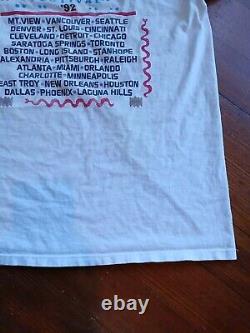 '92
MT. VIEW • VANCOUVER • SEATTLE
DENVER • ST. LOUIS • CINCINNATI
CLEVELAND • DETROIT • CHICAGO
SARATOGA SPRINGS • TORONTO
BOSTON • LONG ISLAND • STANHOPE
ALEXANDRIA • PITTSBURGH • RALEIGH
ATLANTA • MIAMI • ORLANDO
CHARLOTTE • MINNEAPOLIS
EAST TROY • NEW ORLEANS • HOUSTON
DALLAS • PHOENIX • LAGUNA HILLS